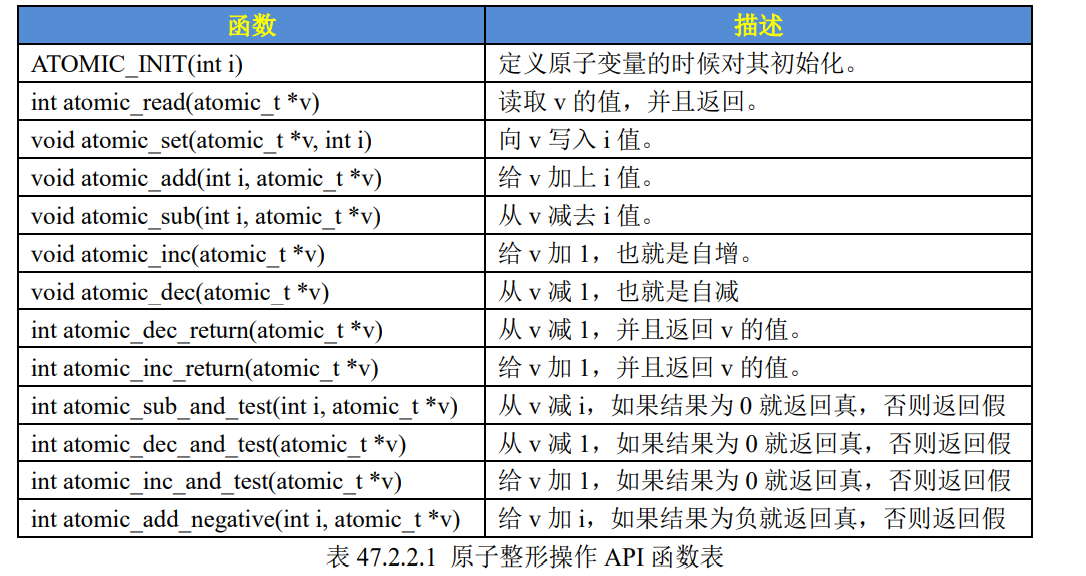 函数 描述
ATOMIC_INIT(int i) 定义原子变量的时候对其初始化。
int atomic_read(atomic_t *v) 读取 v 的值，并且返回。
void atomic_set(atomic_t *v, int i) 向 v 写入 i 值。
void atomic_add(int i, atomic_t *v) 给 v 加上 i 值。
void atomic_sub(int i, atomic_t *v) 从 v 减去 i 值。
void atomic_inc(atomic_t *v) 给 v 加 1，也就是自增。
void atomic_dec(atomic_t *v) 从 v 减 1，也就是自减
int atomic_dec_return(atomic_t *v) 从 v 减 1，并且返回 v 的值。
int atomic_inc_return(atomic_t *v) 给 v 加 1，并且返回 v 的值。
int atomic_sub_and_test(int i, atomic_t *v) 从 v 减 i，如果结果为 0 就返回真，否则返回假
int atomic_dec_and_test(atomic_t *v) 从 v 减 1，如果结果为 0 就返回真，否则返回假
int atomic_inc_and_test(atomic_t *v) 给 v 加 1，如果结果为 0 就返回真，否则返回假
int atomic_add_negative(int i, atomic_t *v) 给 v 加 i，如果结果为负就返回真，否则返回假
表 47.2.2.1 原子整形操作 API 函数表